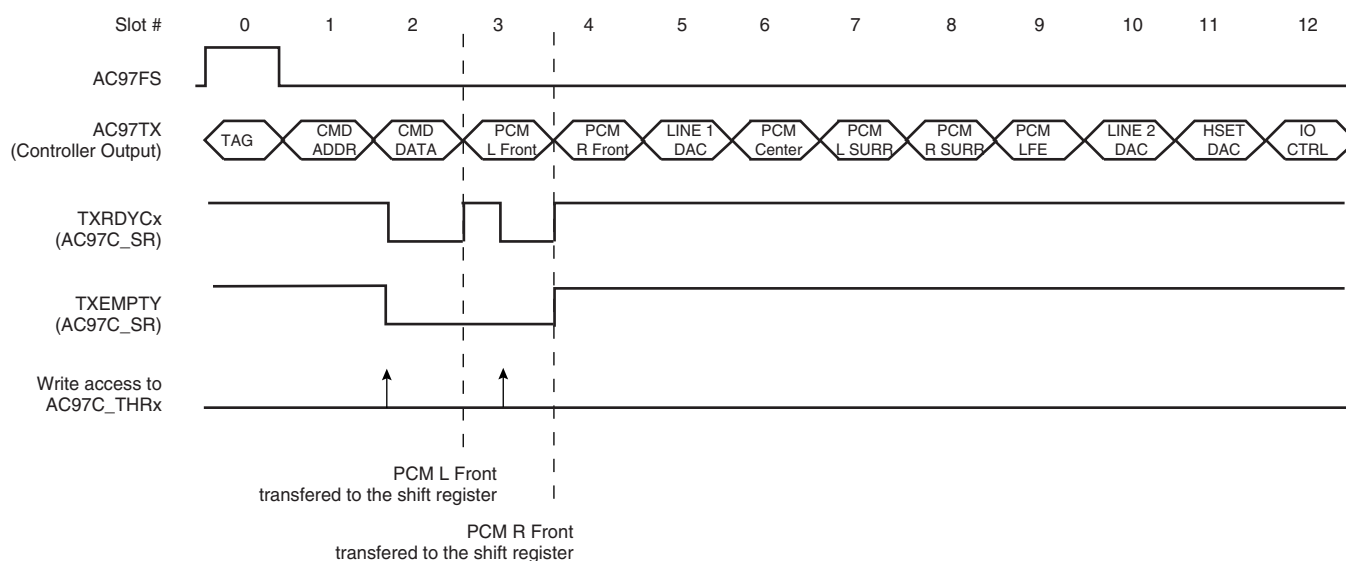 Slot # 0 1 2 3 4 5 6 7 8 9 10 11 12
AC97FS
AC97TX
(Controller Output)
TAG
CMD
ADDR
CMD
DATA
PCM
L Front
PCM
R Front
LINE 1
DAC
PCM
Center
PCM
L SURR
PCM
R SURR
PCM
LFE
LINE 2
DAC
HSET
DAC
IO
CTRL
TXRDYCx
(AC97C_SR)
TXEMPTY
(AC97C_SR)
Write access to
AC97C_THRx
PCM L Front
transfered to the shift register
PCM R Front
transfered to the shift register